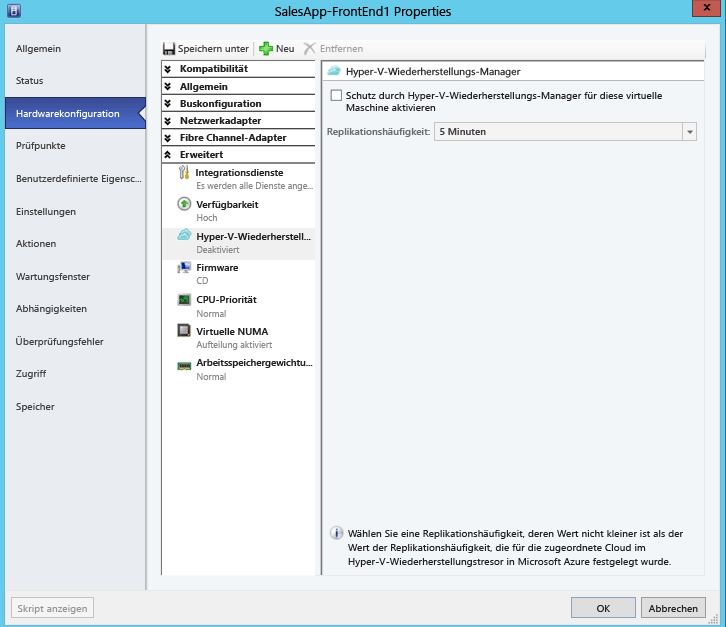 SalesApp-FrontEnd1 Properties
x
Allgemein
Status
Hardwarekonfiguration
Prüfpunkte
Benutzerdefinierte Eigensc...
Einstellungen
Aktionen
Wartungsfenster
Abhängigkeiten
Überprüfungsfehler
Zugriff
Speicher
Speichern unter Neu Entfernen
Kompatibilität
Allgemein
Buskonfiguration
Netzwerkadapter
Fibre Channel-Adapter
Erweitert
Integrationsdienste
Es werden alle Dienste ange...
Verfügbarkeit
Hoch
Hyper-V-Wiederherstell...
Deaktiviert
Firmware
CD
CPU-Priorität
Normal
Virtuelle NUMA
Aufteilung aktiviert
Arbeitsspeichergewichtu...
Normal
Hyper-V-Wiederherstellungs-Manager
Schutz durch Hyper-V-Wiederherstellungs-Manager für diese virtuelle
Maschine aktivieren
Replikationshäufigkeit: 5 Minuten
Wählen Sie eine Replikationshäufigkeit, deren Wert nicht kleiner ist als der
Wert der Replikationshäufigkeit, die für die zugeordnete Cloud im
Hyper-V-Wiederherstellungstresor in Microsoft Azure festgelegt wurde.
Skript anzeigen
OK
Abbrechen